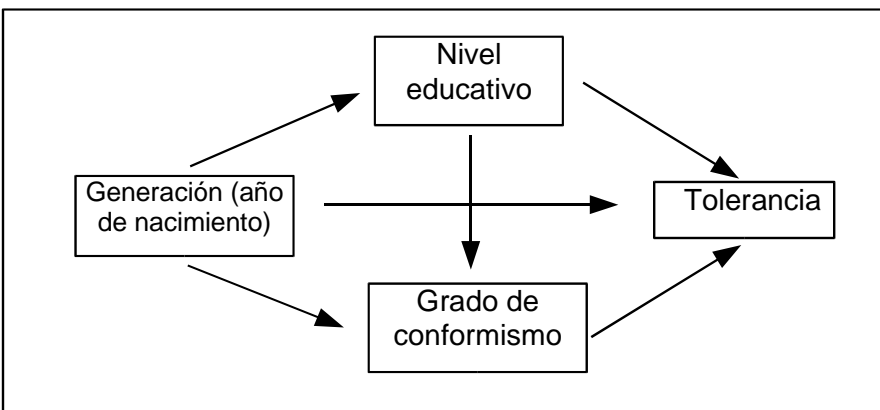 Nivel
educativo
Generación (año
de nacimiento)
Tolerancia
Grado de
conformismo